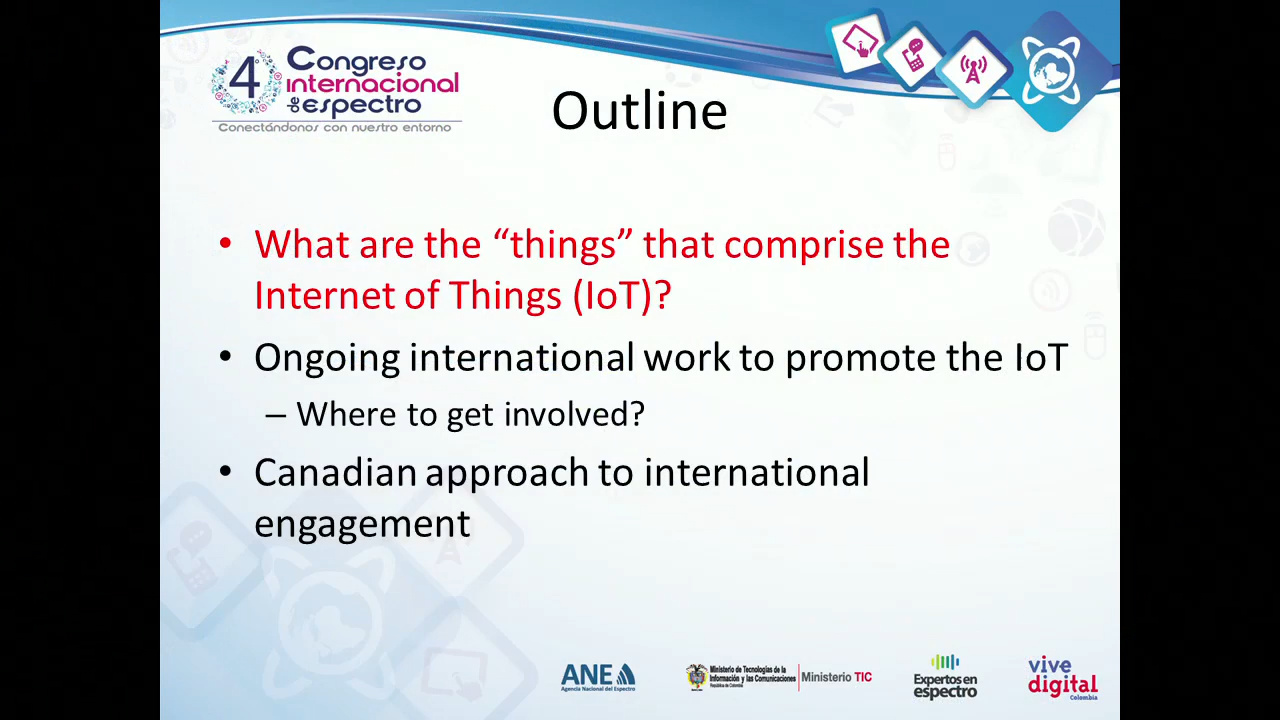 4º Congreso
internacional
de espectro
Conectándonos con nuestro entorno
Outline
• What are the “things” that comprise the
Internet of Things (IoT)?
• Ongoing international work to promote the IoT
– Where to get involved?
• Canadian approach to international
engagement
ANE
Agencia Nacional del Espectro
Ministerio de Tecnologías de la
Información y las Comunicaciones
República de Colombia
Ministerio TIC
Expertos en
espectro
vive
digital
Colombia